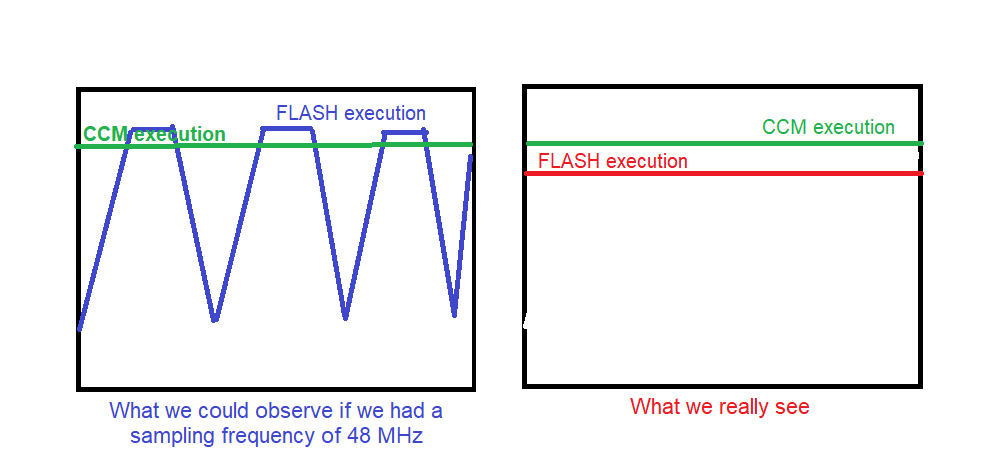 FLASH execution
CCM execution
What we could observe if we had a
sampling frequency of 48 MHz
CCM execution
FLASH execution
What we really see